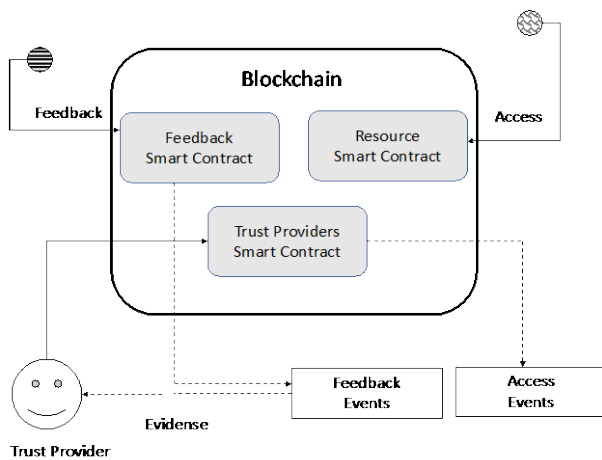 Blockchain
Feedback
Feedback
Smart Contract
Resource
Smart Contract
Access
Trust Providers
Smart Contract
Feedback
Events
Access
Events
Evidense
Trust Provider